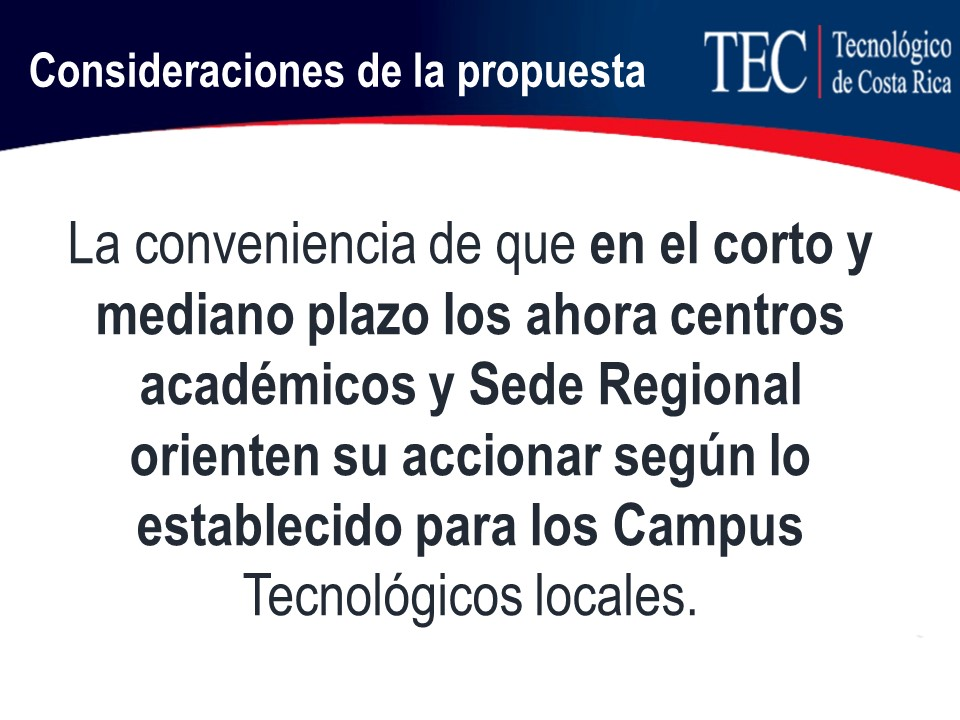 Consideraciones de la propuesta
TEC | Tecnológico
de Costa Rica
La conveniencia de que en el corto y
mediano plazo los ahora centros
académicos y Sede Regional
orienten su accionar según lo
establecido para los Campus
Tecnológicos locales.